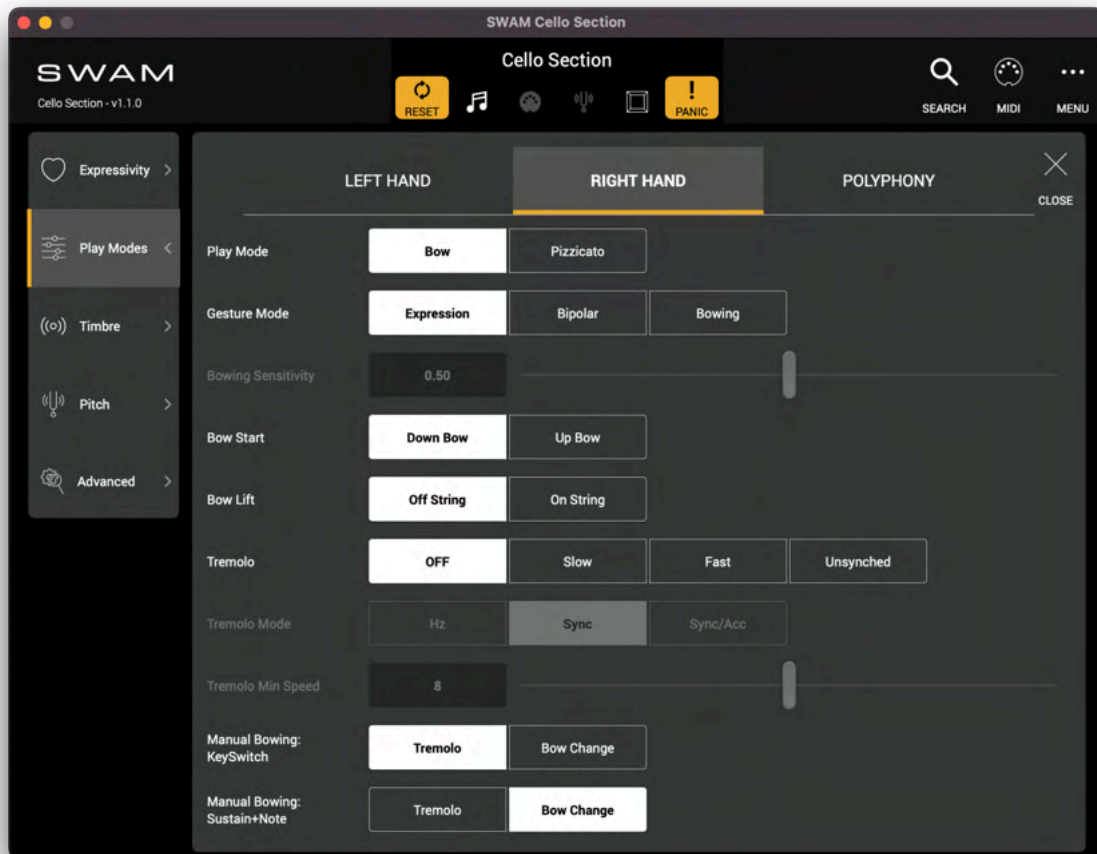 SWAM Cello Section
SWAM
Cello Section - v1.1.0
Cello Section
RESET
PANIC
SEARCH
MIDI
MENU
Expressivity
Play Modes
Timbre
Pitch
Advanced
LEFT HAND
RIGHT HAND
POLYPHONY
CLOSE
Play Mode
Bow
Pizzicato
Gesture Mode
Expression
Bipolar
Bowing
Bowing Sensitivity
0.50
Bow Start
Down Bow
Up Bow
Bow Lift
Off String
On String
Tremolo
OFF
Slow
Fast
Unsynched
Tremolo Mode
Hz
Sync
Sync/Acc
Tremolo Min Speed
8
Manual Bowing:
KeySwitch
Tremolo
Bow Change
Manual Bowing:
Sustain+Note
Tremolo
Bow Change